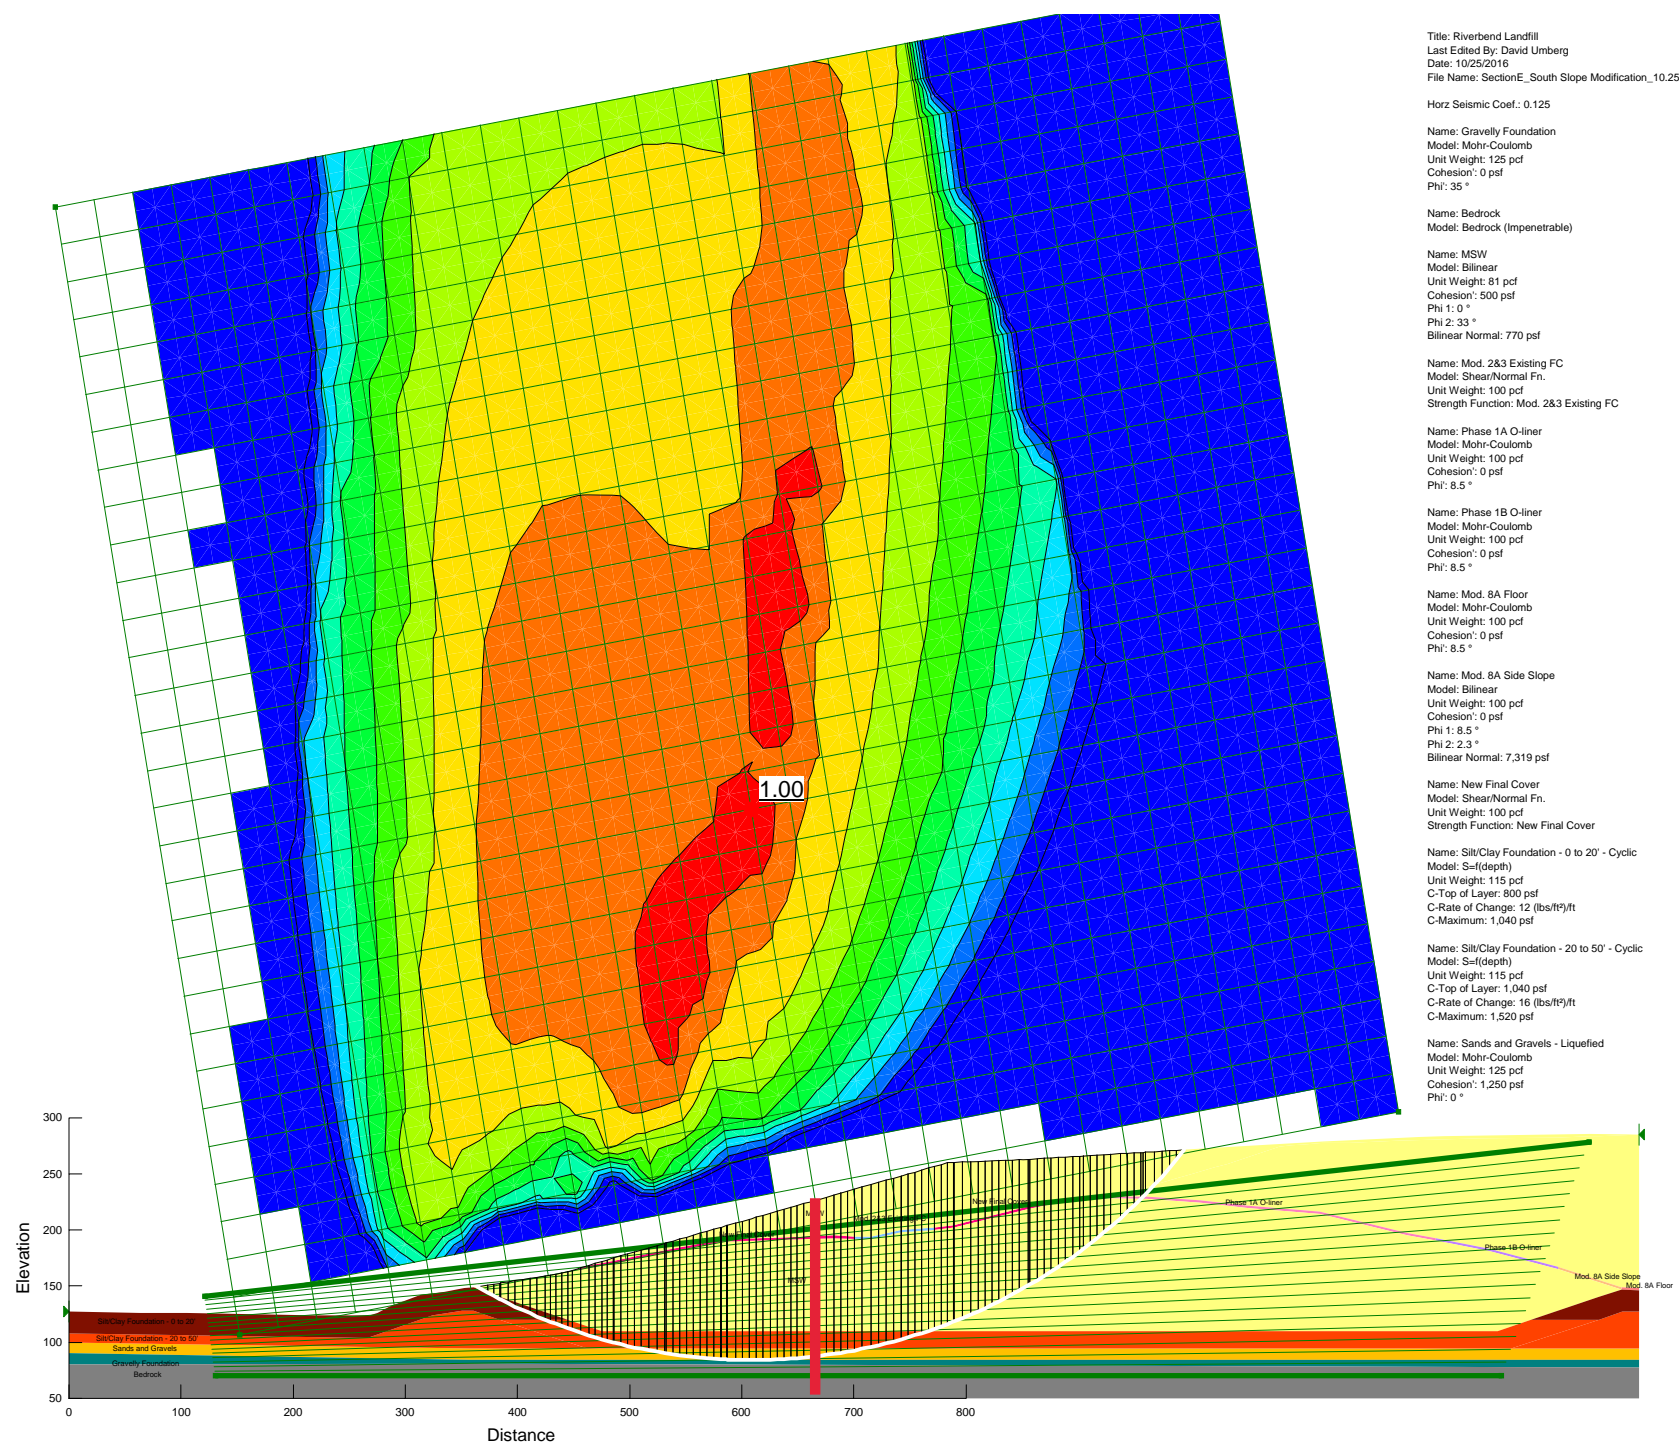 Title: Riverbend Landfill
Last Edited By: David Umberg
Date: 10/25/2016
File Name: SectionE_South Slope Modification_10.25
Horz Seismic Coef.: 0.125
Name: Gravelly Foundation
Model: Mohr-Coulomb
Unit Weight: 125 pcf
Cohesion': 0 psf
Phi': 35 °
Name: Bedrock
Model: Bedrock (Impenetrable)
Name: MSW
Model: Bilinear
Unit Weight: 81 pcf
Cohesion': 500 psf
Phi 1: 0 °
Phi 2: 33 °
Bilinear Normal: 770 psf
Name: Mod. 2&3 Existing FC
Model: Shear/Normal Fn.
Unit Weight: 100 pcf
Strength Function: Mod. 2&3 Existing FC
Name: Phase 1A O-liner
Model: Mohr-Coulomb
Unit Weight: 100 pcf
Cohesion': 0 psf
Phi': 8.5 °
Name: Phase 1B O-liner
Model: Mohr-Coulomb
Unit Weight: 100 pcf
Cohesion': 0 psf
Phi': 8.5 °
Name: Mod. 8A Floor
Model: Mohr-Coulomb
Unit Weight: 100 pcf
Cohesion': 0 psf
Phi': 8.5 °
Name: Mod. 8A Side Slope
Model: Bilinear
Unit Weight: 100 pcf
Cohesion': 0 psf
Phi 1: 8.5 °
Phi 2: 2.3 °
Bilinear Normal: 7,319 psf
Name: New Final Cover
Model: Shear/Normal Fn.
Unit Weight: 100 pcf
Strength Function: New Final Cover
Name: Silt/Clay Foundation - 0 to 20' - Cyclic
Model: S=f(depth)
Unit Weight: 115 pcf
C-Top of Layer: 800 psf
C-Rate of Change: 12 (lbs/ft²)/ft
C-Maximum: 1,040 psf
Name: Silt/Clay Foundation - 20 to 50' - Cyclic
Model: S=f(depth)
Unit Weight: 115 pcf
C-Top of Layer: 1,040 psf
C-Rate of Change: 16 (lbs/ft²)/ft
C-Maximum: 1,520 psf
Name: Sands and Gravels - Liquefied
Model: Mohr-Coulomb
Unit Weight: 125 pcf
Cohesion': 1,250 psf
Phi': 0 °
1.00
300
250
200
150
100
50
Elevation
New Final Cover
Phase 1A O-liner
Phase 1B O-liner
MSW
Mod. 8A Side Slope
Mod. 8A Floor
Silt/Clay Foundation - 0 to 20'
Silt/Clay Foundation - 20 to 50'
Sands and Gravels
Gravelly Foundation
Bedrock
0 100 200 300 400 500 600 700 800
Distance